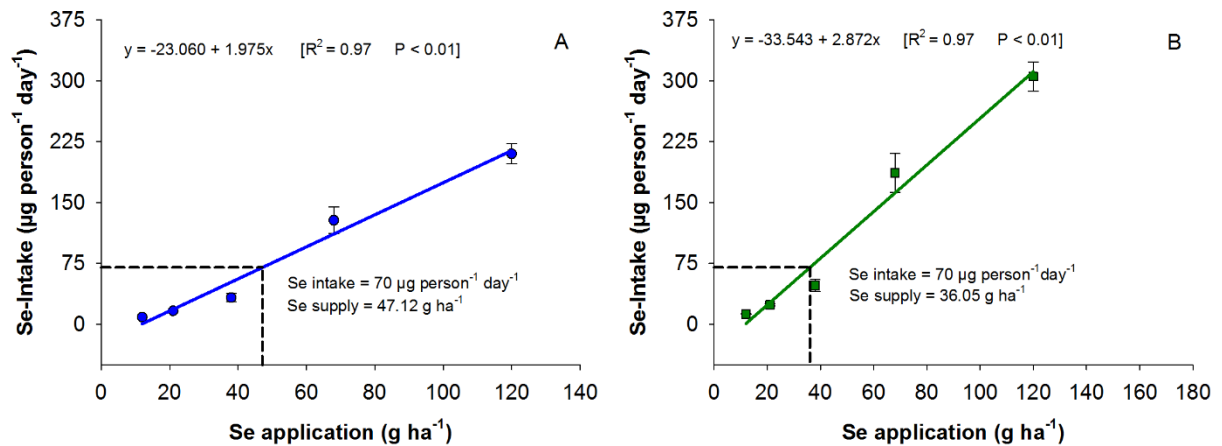 y = -23.060 + 1.975x [R² = 0.97 P < 0.01]
A
Se-Intake (µg person⁻¹ day⁻¹)
375
300
225
150
75
0
Se intake = 70 µg person⁻¹ day⁻¹
Se supply = 47.12 g ha⁻¹
0 20 40 60 80 100 120 140
Se application (g ha⁻¹)
y = -33.543 + 2.872x [R² = 0.97 P < 0.01]
B
Se-Intake (µg person⁻¹ day⁻¹)
375
300
225
150
75
0
Se intake = 70 µg person⁻¹day⁻¹
Se supply = 36.05 g ha⁻¹
0 20 40 60 80 100 120 140 160 180
Se application (g ha⁻¹)